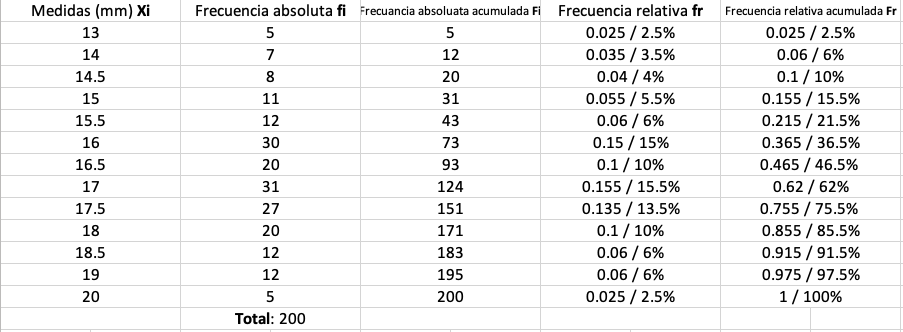 Medidas (mm) Xi Frecuencia absoluta fi Frecuancia absoluata acumulada Fi Frecuencia relativa fr Frecuencia relativa acumulada Fr
13 5 5 0.025 / 2.5% 0.025 / 2.5%
14 7 12 0.035 / 3.5% 0.06 / 6%
14.5 8 20 0.04 / 4% 0.1 / 10%
15 11 31 0.055 / 5.5% 0.155 / 15.5%
15.5 12 43 0.06 / 6% 0.215 / 21.5%
16 30 73 0.15 / 15% 0.365 / 36.5%
16.5 20 93 0.1 / 10% 0.465 / 46.5%
17 31 124 0.155 / 15.5% 0.62 / 62%
17.5 27 151 0.135 / 13.5% 0.755 / 75.5%
18 20 171 0.1 / 10% 0.855 / 85.5%
18.5 12 183 0.06 / 6% 0.915 / 91.5%
19 12 195 0.06 / 6% 0.975 / 97.5%
20 5 200 0.025 / 2.5% 1 / 100%
Total: 200